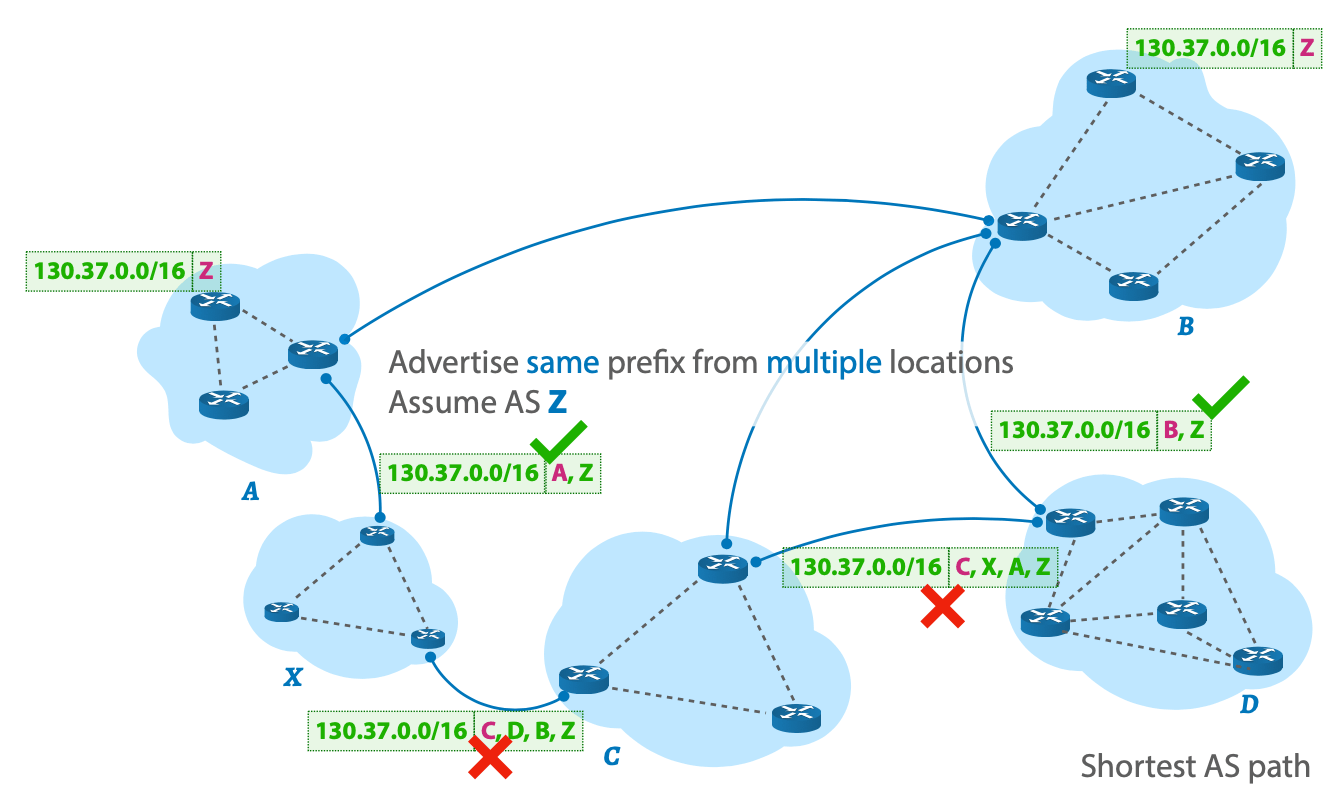 130.37.0.0/16 Z
130.37.0.0/16 Z
B
Advertise same prefix from multiple locations
Assume AS Z
130.37.0.0/16 B, Z
130.37.0.0/16 A, Z
A
130.37.0.0/16 C, X, A, Z
X
D
130.37.0.0/16 C, D, B, Z
C
Shortest AS path